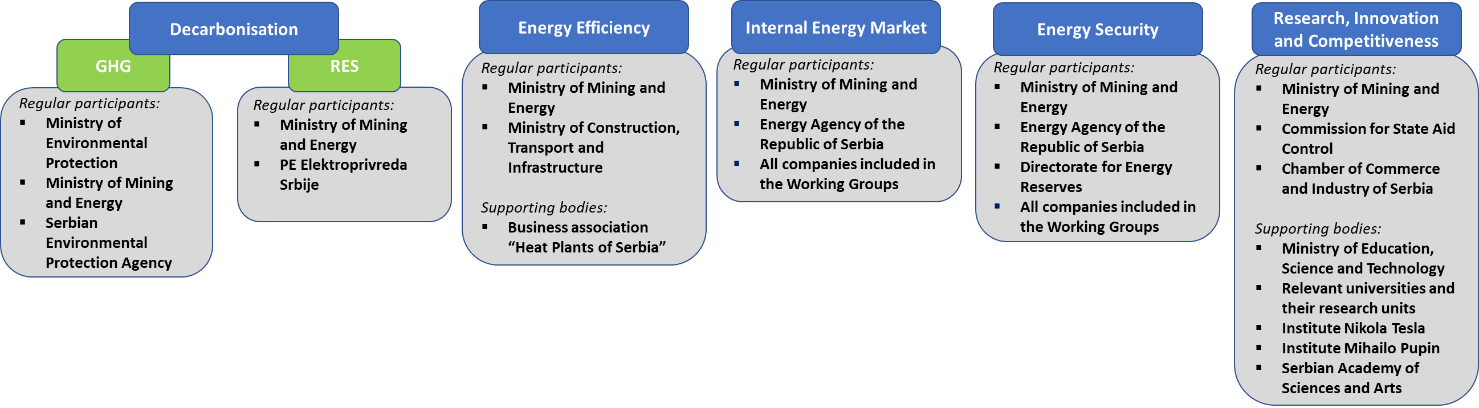 Decarbonisation
GHG
Regular participants:
▪ Ministry of
Environmental
Protection
▪ Ministry of Mining
and Energy
▪ Serbian
Environmental
Protection Agency
RES
Regular participants:
▪ Ministry of Mining
and Energy
▪ PE Elektroprivreda
Srbije
Energy Efficiency
Regular participants:
▪ Ministry of Mining and
Energy
▪ Ministry of Construction,
Transport and
Infrastructure
Supporting bodies:
▪ Business association
“Heat Plants of Serbia”
Internal Energy Market
Regular participants:
▪ Ministry of Mining and
Energy
▪ Energy Agency of the
Republic of Serbia
▪ All companies included in
the Working Groups
Energy Security
Regular participants:
▪ Ministry of Mining and
Energy
▪ Energy Agency of the
Republic of Serbia
▪ Directorate for Energy
Reserves
▪ All companies included in
the Working Groups
Research, Innovation
and Competitiveness
Regular participants:
▪ Ministry of Mining and
Energy
▪ Commission for State Aid
Control
▪ Chamber of Commerce
and Industry of Serbia
Supporting bodies:
▪ Ministry of Education,
Science and Technology
▪ Relevant universities and
their research units
▪ Institute Nikola Tesla
▪ Institute Mihailo Pupin
▪ Serbian Academy of
Sciences and Arts